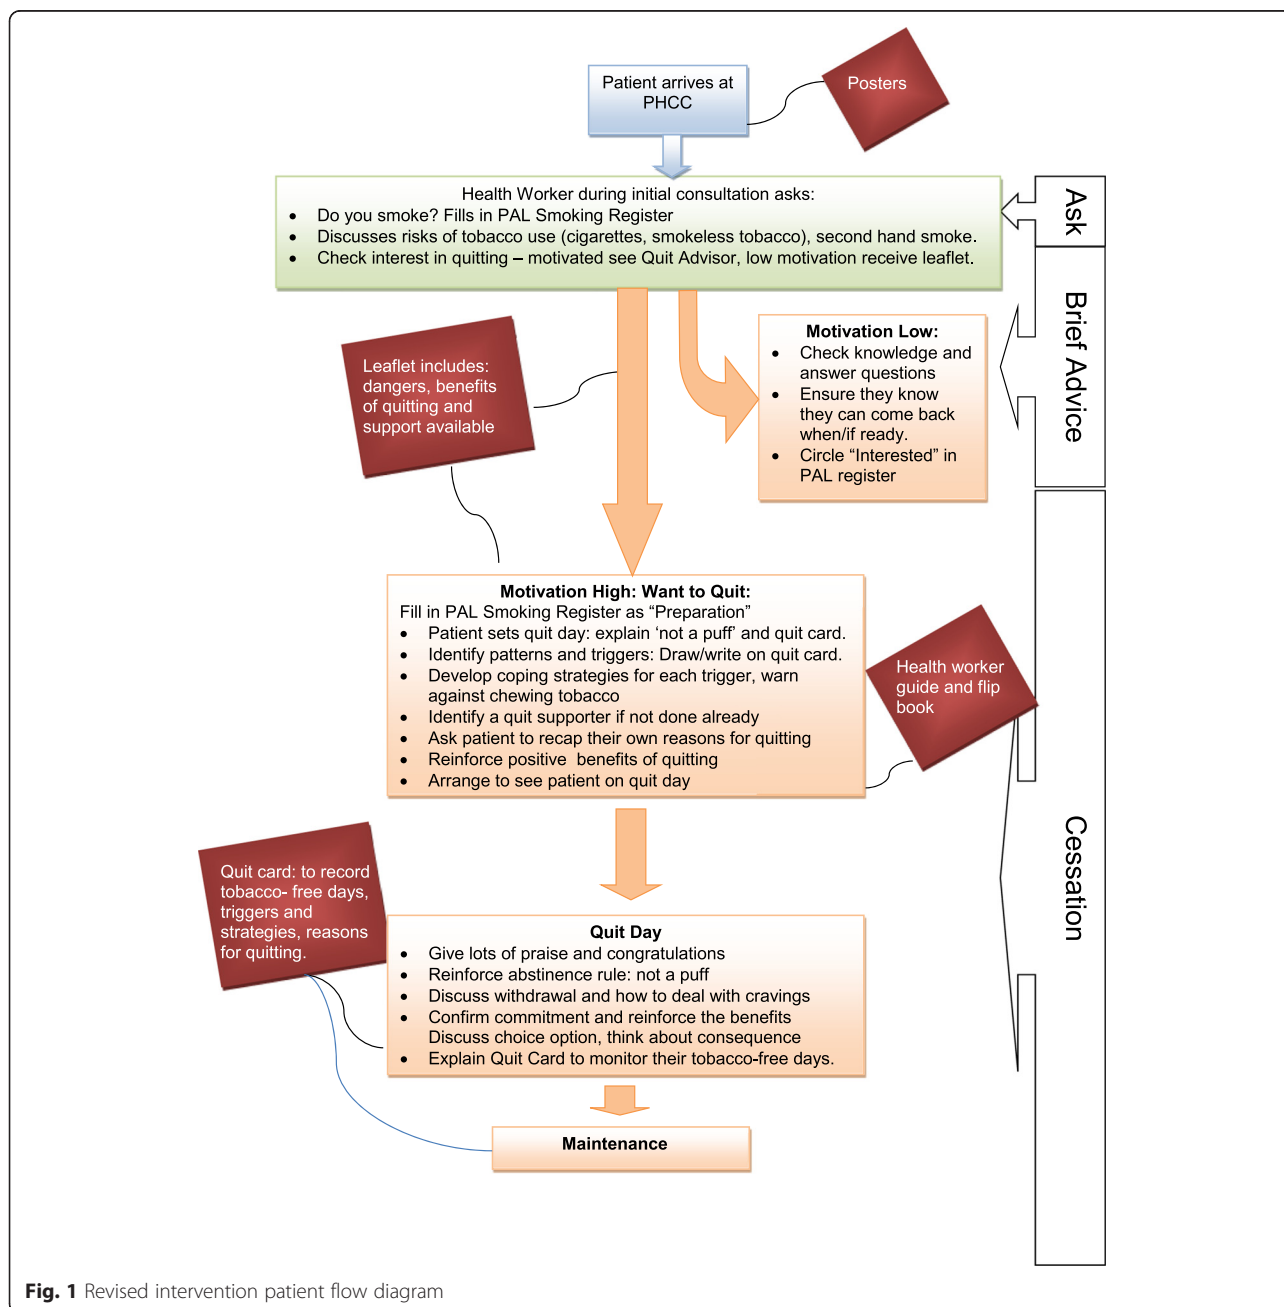 Patient arrives at
PHCC
Posters
Health Worker during initial consultation asks:
• Do you smoke? Fills in PAL Smoking Register
• Discusses risks of tobacco use (cigarettes, smokeless tobacco), second hand smoke.
• Check interest in quitting – motivated see Quit Advisor, low motivation receive leaflet.
Ask
Brief Advice
Leaflet includes:
dangers, benefits
of quitting and
support available
Motivation Low:
• Check knowledge and
answer questions
• Ensure they know
they can come back
when/if ready.
• Circle “Interested” in
PAL register
Motivation High: Want to Quit:
Fill in PAL Smoking Register as “Preparation”
• Patient sets quit day: explain ‘not a puff’ and quit card.
• Identify patterns and triggers: Draw/write on quit card.
• Develop coping strategies for each trigger, warn
against chewing tobacco
• Identify a quit supporter if not done already
• Ask patient to recap their own reasons for quitting
• Reinforce positive benefits of quitting
• Arrange to see patient on quit day
Health worker
guide and flip
book
Cessation
Quit card: to record
tobacco- free days,
triggers and
strategies, reasons
for quitting.
Quit Day
• Give lots of praise and congratulations
• Reinforce abstinence rule: not a puff
• Discuss withdrawal and how to deal with cravings
• Confirm commitment and reinforce the benefits
Discuss choice option, think about consequence
• Explain Quit Card to monitor their tobacco-free days.
Maintenance
Fig. 1 Revised intervention patient flow diagram